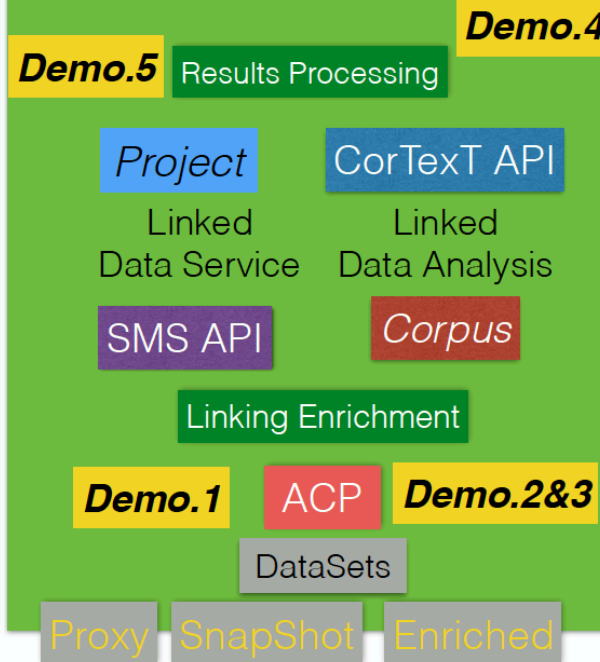 Demo.4
Demo.5
Results Processing
Project
CorTexT API
Linked
Data Service
Linked
Data Analysis
SMS API
Corpus
Linking Enrichment
Demo.1
ACP
Demo.2&3
DataSets
Proxy
SnapShot
Enriched